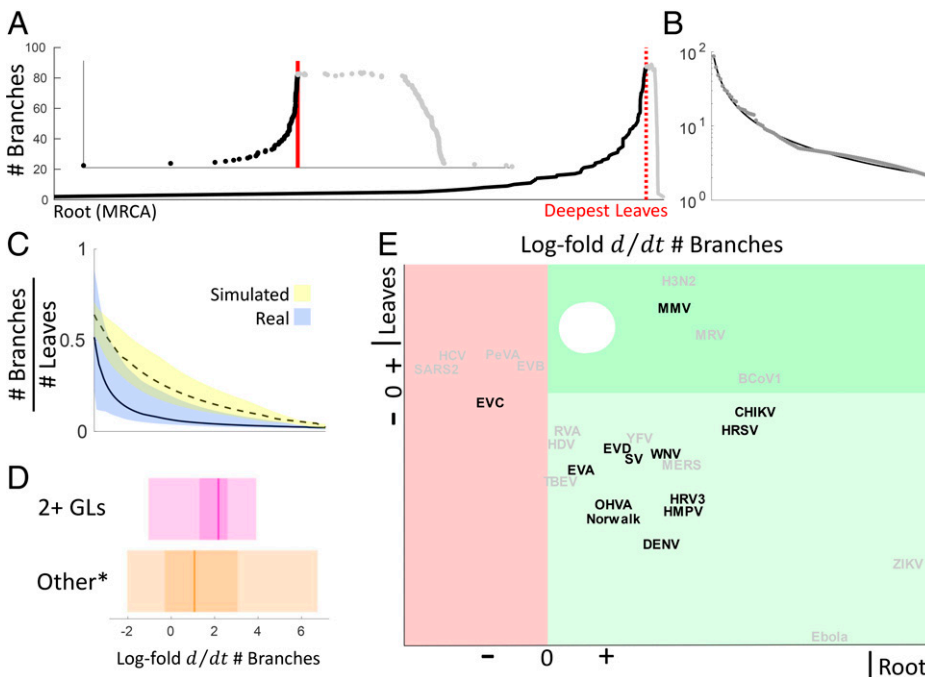 A
# Branches
100
80
60
40
20
0
Root (MRCA)
Deepest Leaves
B
10²
10¹
10⁰
C
# Branches
# Leaves
1
0.5
0
Simulated
Real
D
2+ GLs
Other*
-2 0 2 4 6
Log-fold d/dt # Branches
E
Log-fold d/dt # Branches
- 0 + | Leaves
H3N2
MMV
MRV
HCV
PeVA
SARS2
EVB
BCoV1
EVC
CHIKV
HRSV
RVA
HDV
YFV
EVD
SV
WNV
MERS
EVA
TBEV
OHVA
HRV3
Norwalk
HMPV
DENV
ZIKV
Ebola
- 0 +
| Root